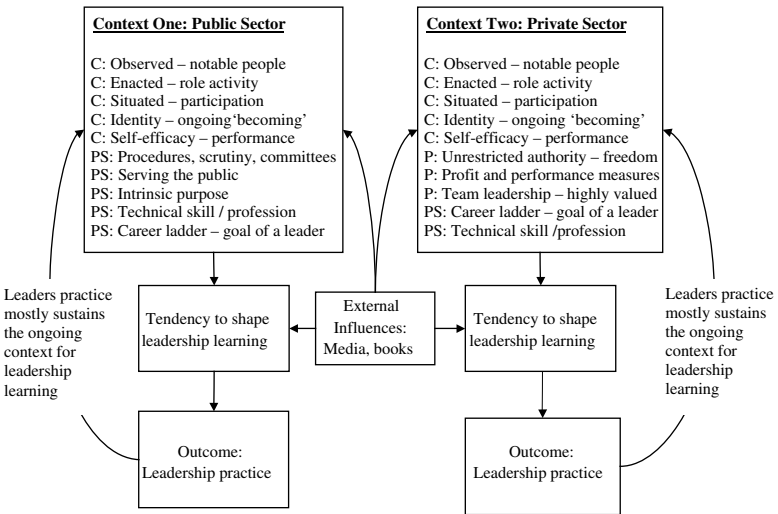 Context One: Public Sector
C: Observed – notable people
C: Enacted – role activity
C: Situated – participation
C: Identity – ongoing‘becoming’
C: Self-efficacy – performance
PS: Procedures, scrutiny, committees
PS: Serving the public
PS: Intrinsic purpose
PS: Technical skill / profession
PS: Career ladder – goal of a leader
Context Two: Private Sector
C: Observed – notable people
C: Enacted – role activity
C: Situated – participation
C: Identity – ongoing ‘becoming’
C: Self-efficacy – performance
P: Unrestricted authority – freedom
P: Profit and performance measures
P: Team leadership – highly valued
PS: Career ladder – goal of a leader
PS: Technical skill /profession
Leaders practice
mostly sustains
the ongoing
context for
leadership
learning
Tendency to shape
leadership learning
External
Influences:
Media, books
Tendency to shape
leadership learning
Leaders practice
mostly sustains
the ongoing
context for
leadership
learning
Outcome:
Leadership practice
Outcome:
Leadership practice